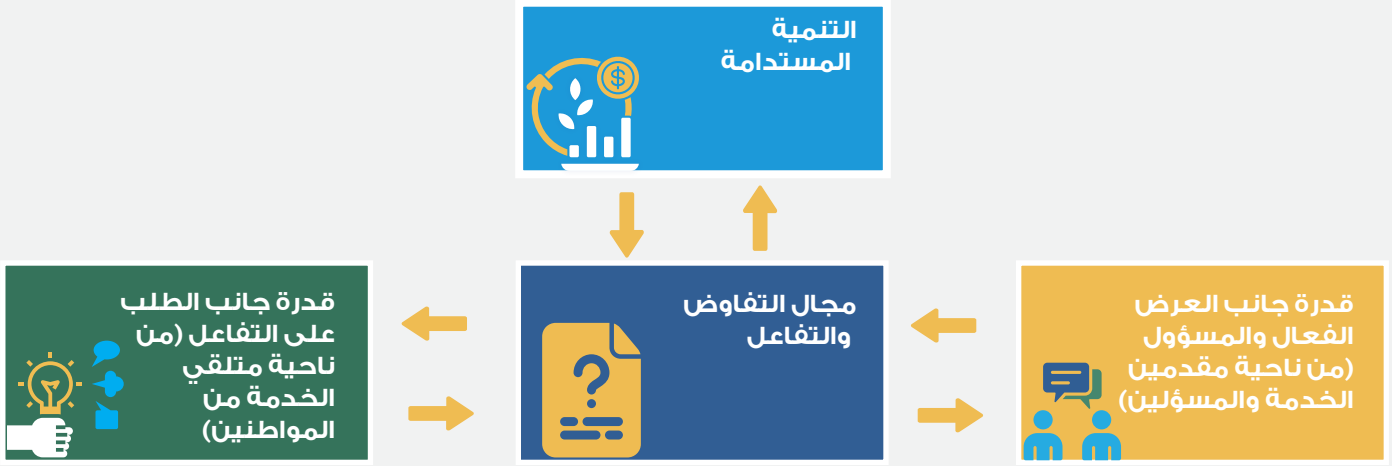 التنمية
المستدامة
$
قدرة جانب العرض
الفعال والمسؤول
(من ناحية مقدمين
الخدمة والمسؤلين)
مجال التفاوض
والتفاعل
?
قدرة جانب الطلب
على التفاعل (من
ناحية متلقي
الخدمة من
المواطنين)